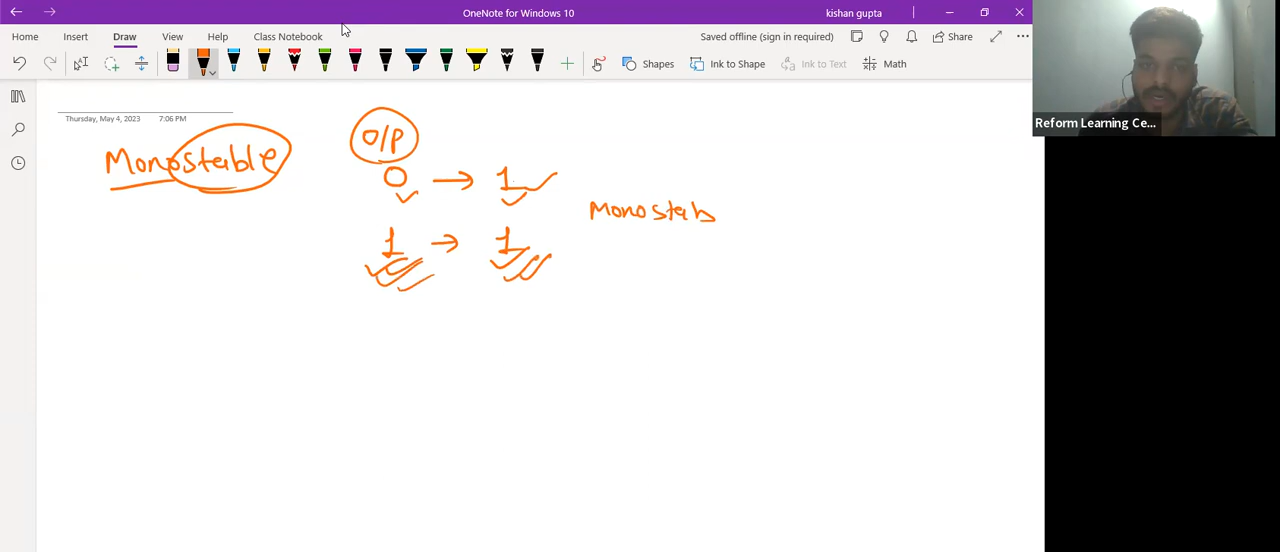 OneNote for Windows 10
kishan gupta
Home Insert Draw View Help Class Notebook
Saved offline (sign in required)
Share
Shapes
Ink to Shape
Ink to Text
Math
Thursday, May 4, 2023 7:06 PM
Monostable
O/P
0 → 1
Monostab
1 → 1
Reform Learning Ce...